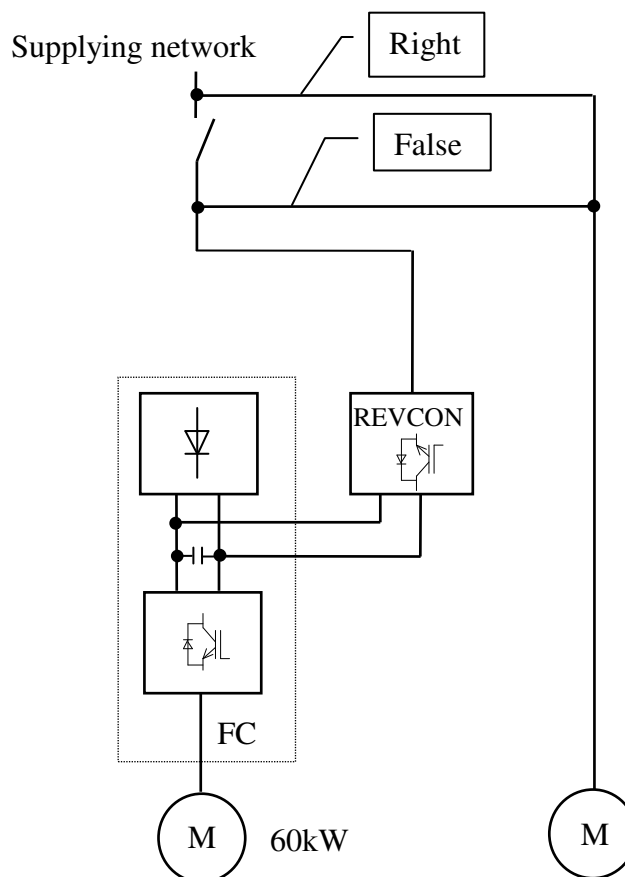 Right
Supplying network
False
REVCON
FC
M
60kW
M